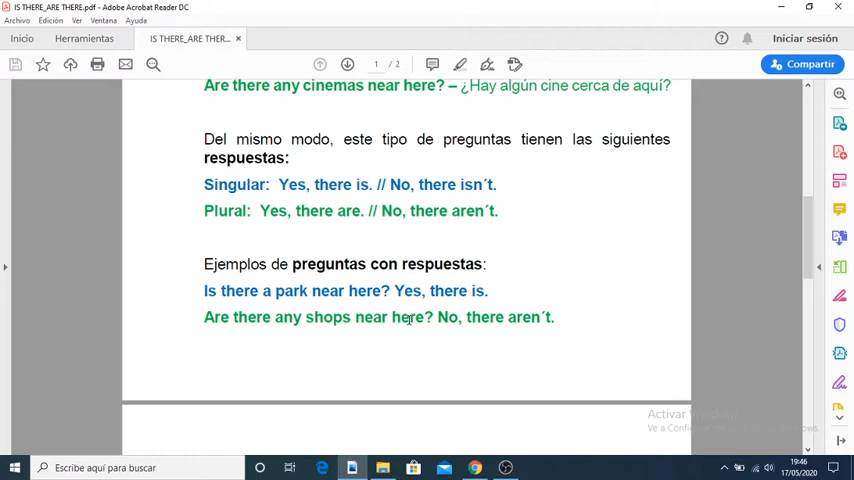 IS THERE_ARE THERE.pdf - Adobe Acrobat Reader DC
Archivo Edición Ver Ventana Ayuda
Inicio Herramientas IS THERE_ARE THER... × Iniciar sesión
1 / 2 Compartir
Are there any cinemas near here? – ¿Hay algún cine cerca de aquí?
Del mismo modo, este tipo de preguntas tienen las siguientes
respuestas:
Singular: Yes, there is. // No, there isn´t.
Plural: Yes, there are. // No, there aren´t.
Ejemplos de preguntas con respuestas:
Is there a park near here? Yes, there is.
Are there any shops near here? No, there aren´t.
Activar
Ve a
Escribe aquí para buscar
19:46
17/05/2020